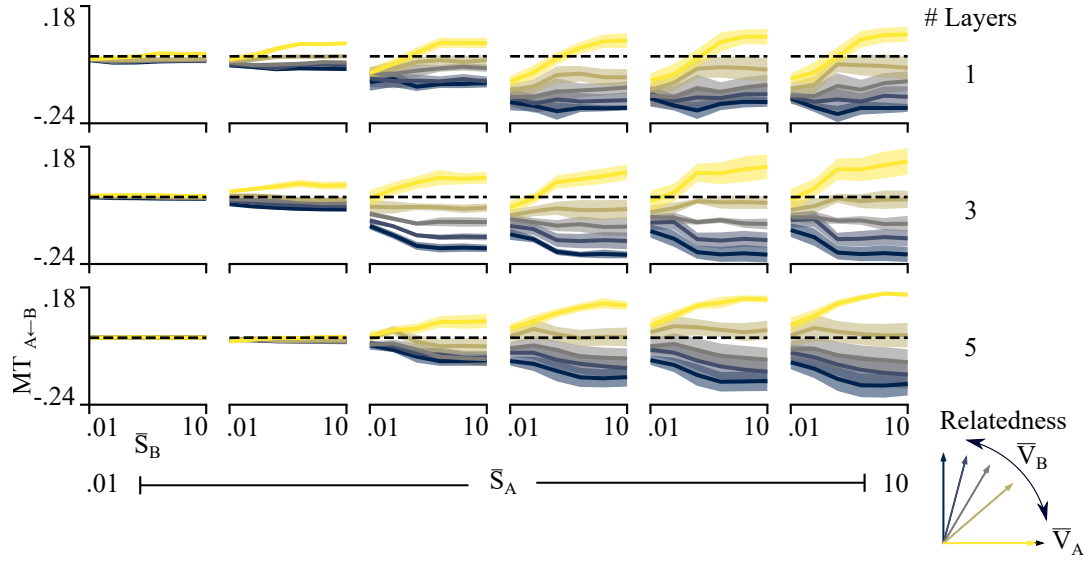 # Layers
.18
-.24
1
.18
-.24
3
.18
-.24
5
MT A←B
.01 10 .01 10 .01 10 .01 10 .01 10 .01 10
S̅B
.01 S̅A 10
Relatedness
V̅B
V̅A